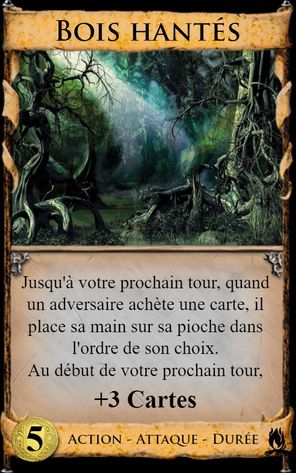 BOIS HANTÉS
Jusqu'à votre prochain tour, quand
un adversaire achète une carte, il
place sa main sur sa pioche dans
l'ordre de son choix.
Au début de votre prochain tour,
+3 Cartes
5 ACTION - ATTAQUE - DURÉE